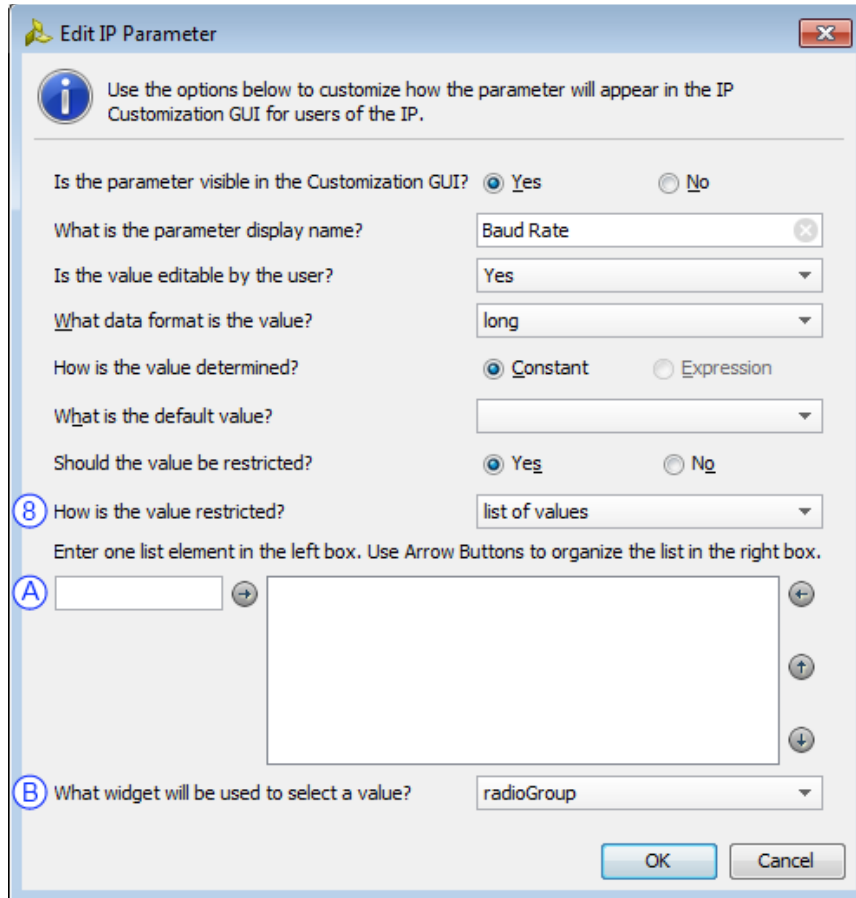 Edit IP Parameter
Use the options below to customize how the parameter will appear in the IP
Customization GUI for users of the IP.
Is the parameter visible in the Customization GUI? Yes No
What is the parameter display name? Baud Rate
Is the value editable by the user? Yes
What data format is the value? long
How is the value determined? Constant Expression
What is the default value?
Should the value be restricted? Yes No
8 How is the value restricted? list of values
Enter one list element in the left box. Use Arrow Buttons to organize the list in the right box.
A
B What widget will be used to select a value? radioGroup
OK Cancel